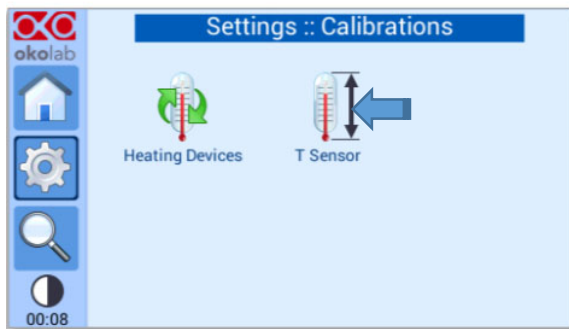 Settings :: Calibrations
okolab
Heating Devices
T Sensor
00:08